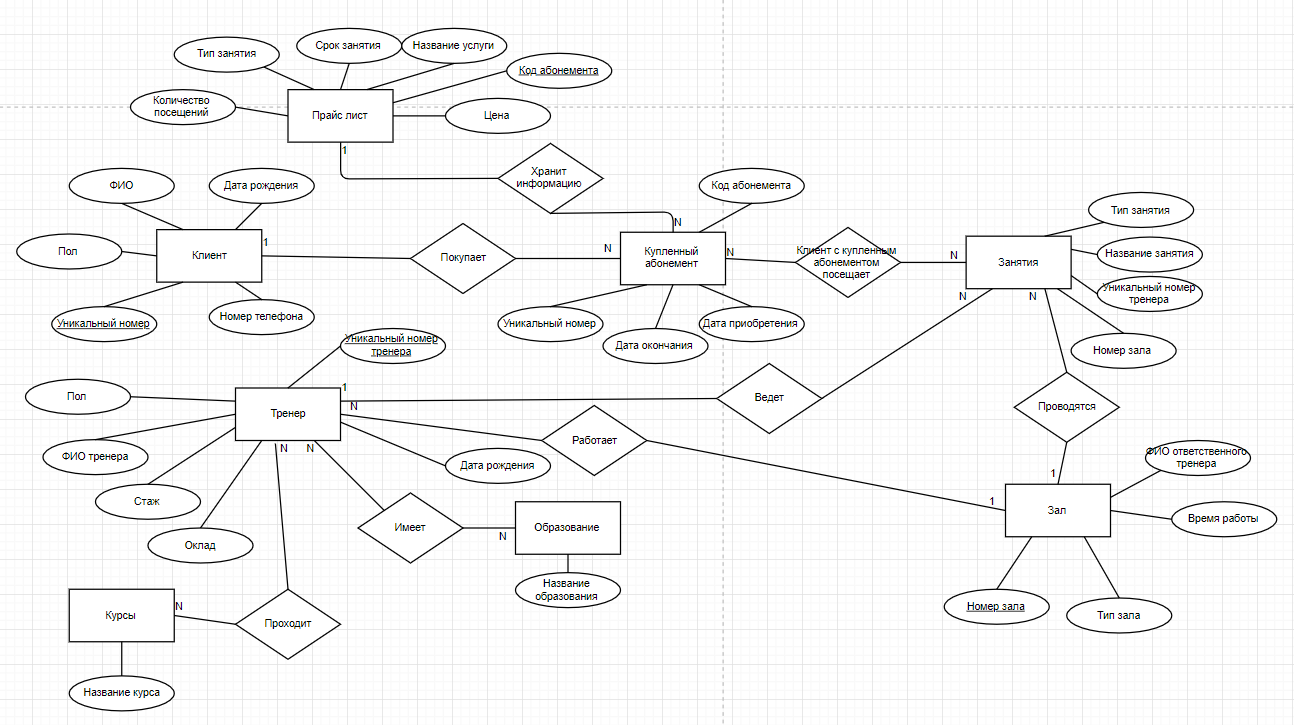 Срок занятия
Название услуги
Тип занятия
Код абонемента
Количество
посещений
Прайс лист
Цена
1
Хранит
информацию
ФИО
Дата рождения
Код абонемента
Тип занятия
N
1
Клиент
Пол
Покупает
N
Купленный
абонемент
N
Клиент с купленным
абонементом
посещает
N
Занятия
Название занятия
Уникальный номер
тренера
N
N
Уникальный номер
Номер телефона
Уникальный номер
Дата приобретения
Дата окончания
Номер зала
Уникальный номер
тренера
1
Пол
Тренер
N
Ведет
Проводятся
Работает
N
N
ФИО тренера
Дата рождения
1
ФИО ответственного
тренера
Стаж
1
Зал
Время работы
Имеет
N
Образование
Оклад
Название
образования
Номер зала
Тип зала
Курсы
N
Проходит
Название курса